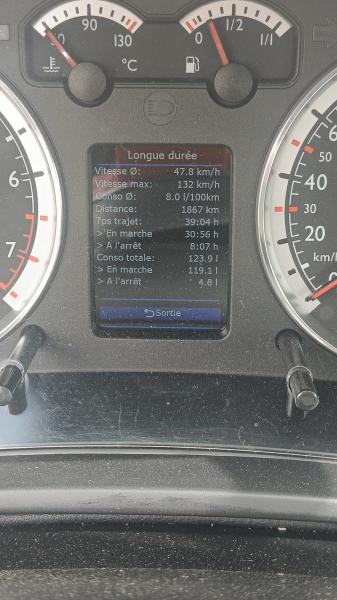 50 90 130 °C
0 1/2 1/1
Longue durée
Vitesse Ø: 47.8 km/h
Vitesse max: 132 km/h
Conso Ø: 8.0 l/100km
Distance: 1867 km
Tps trajet: 39:04 h
> En marche 30:56 h
> A l'arrêt 8:07 h
Conso totale: 123.9 l
> En marche 119.1 l
> A l'arrêt 4.8 l
Sortie
6
7
50
40
30
20
km/h
0